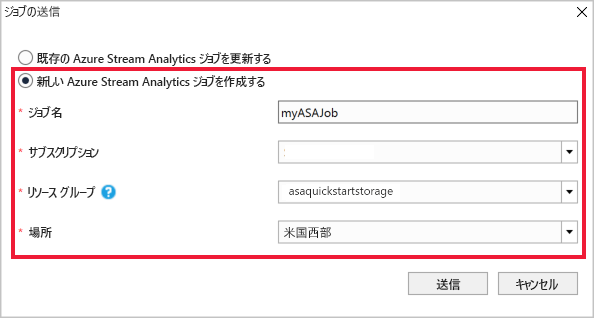 ジョブの送信
既存の Azure Stream Analytics ジョブを更新する
新しい Azure Stream Analytics ジョブを作成する
* ジョブ名 myASAJob
* サブスクリプション
* リソース グループ ? asaquickstartstorage
* 場所 米国西部
送信 キャンセル